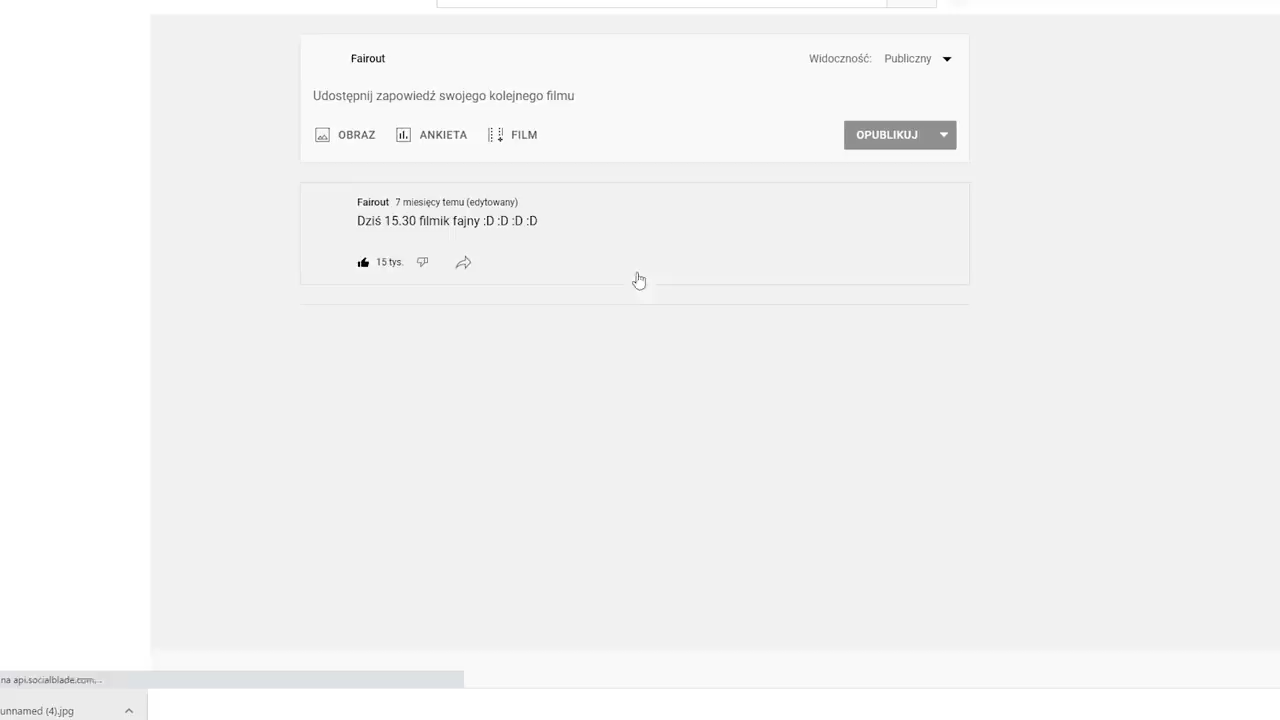 Fairout
Widoczność: Publiczny
Udostępnij zapowiedź swojego kolejnego filmu
OBRAZ ANKIETA FILM OPUBLIKUJ
Fairout 7 miesięcy temu (edytowany)
Dziś 15.30 filmik fajny :D :D :D :D
15 tys.
na api.socialblade.com...
unnamed (4).jpg